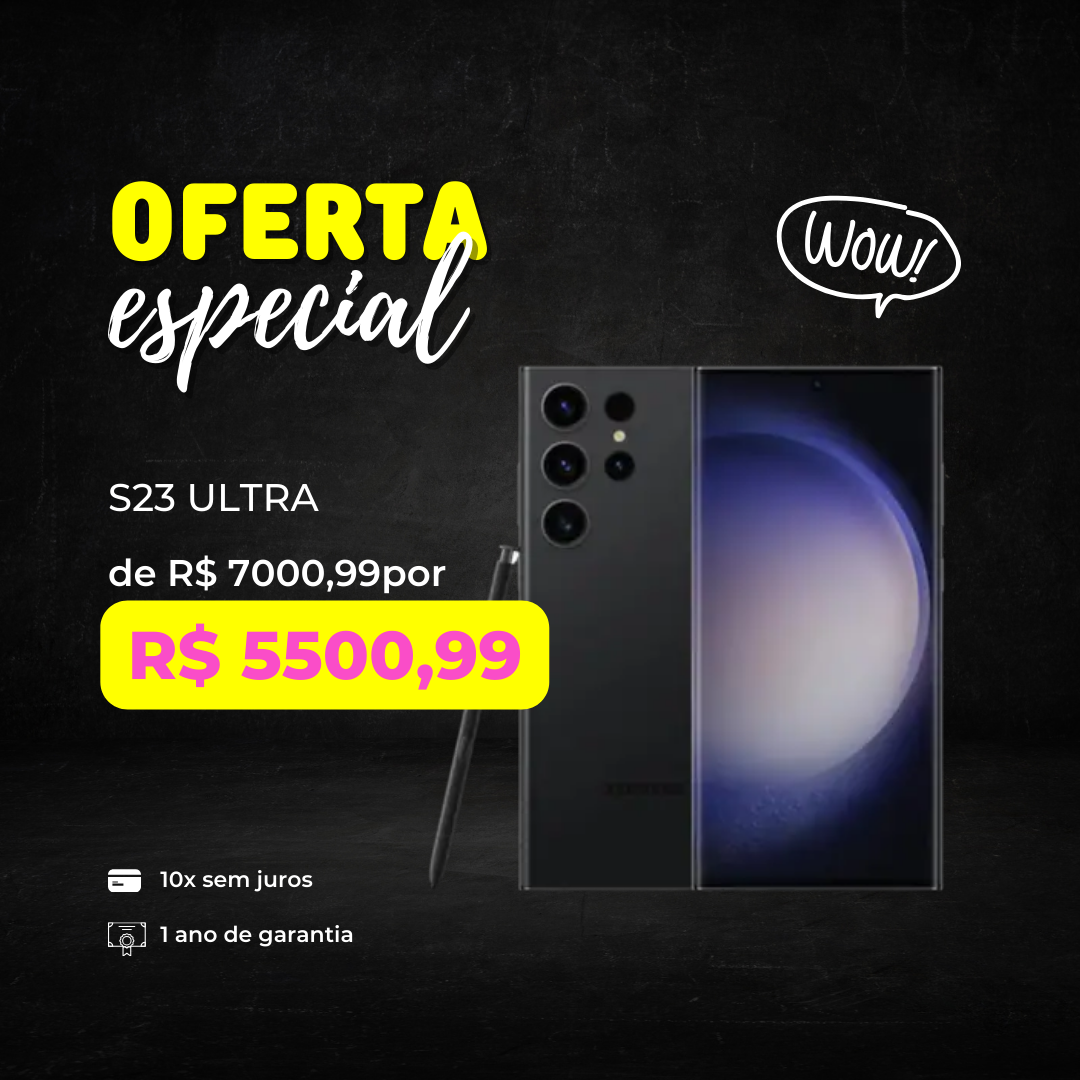 OFERTA
especial
WOW!
S23 ULTRA
de R$ 7000,99por
R$ 5500,99
10x sem juros
1 ano de garantia